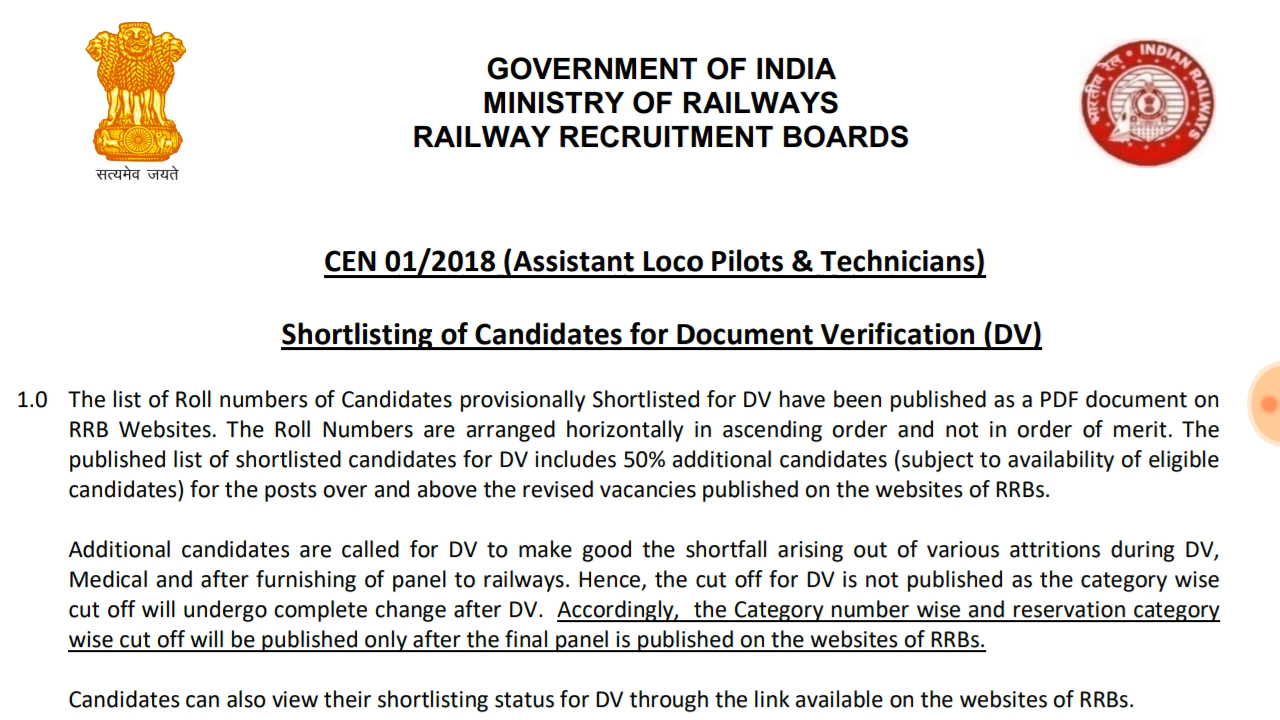 सत्यमेव जयते
GOVERNMENT OF INDIA
MINISTRY OF RAILWAYS
RAILWAY RECRUITMENT BOARDS
भारतीय रेल • INDIAN RAILWAYS
CEN 01/2018 (Assistant Loco Pilots & Technicians)
Shortlisting of Candidates for Document Verification (DV)
1.0 The list of Roll numbers of Candidates provisionally Shortlisted for DV have been published as a PDF document on
RRB Websites. The Roll Numbers are arranged horizontally in ascending order and not in order of merit. The
published list of shortlisted candidates for DV includes 50% additional candidates (subject to availability of eligible
candidates) for the posts over and above the revised vacancies published on the websites of RRBs.
Additional candidates are called for DV to make good the shortfall arising out of various attritions during DV,
Medical and after furnishing of panel to railways. Hence, the cut off for DV is not published as the category wise
cut off will undergo complete change after DV. Accordingly, the Category number wise and reservation category
wise cut off will be published only after the final panel is published on the websites of RRBs.
Candidates can also view their shortlisting status for DV through the link available on the websites of RRBs.